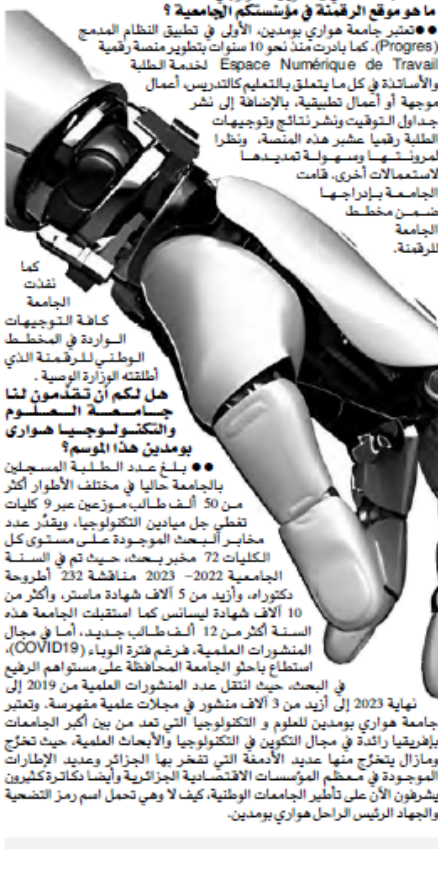 ما هو موقع الرقمنة في مؤسستكم الجامعية ؟
●●تعتبر جامعة هواري بومدين، الأولى في تطبيق النظام المدمج
(Progres)، كما بادرت منذ نحو 10 سنوات بتطوير منصة رقمية
Espace Numérique de Travail لخدمة الطلبة
والأساتذة في كل ما يتعلق بالتعليم كالتدريس، أعمال
موجهة أو أعمال تطبيقية، بالإضافة إلى نشر
جداول التوقيت ونشر نتائج وتوجيهات
الطلبة رقميا عشبر هذه المنصة، ونظرا
لمرونتها وسهولة تمديدها
لاستعمالات أخرى، قامت
الجامعة بإدراجها
ضمن مخطط
الجامعة
للرقمنة.
كما
نفذت
الجامعة
كافة التوجيهات
الواردة في المخطط
الوطني للرقمنة الذي
أطلقته الوزارة الوصية .
هل لكم أن تقدمون لنا
جامعة العلوم
والتكنولوجيا هواري
بومدين هذا الموسم؟
●● بلغ عدد الطلبة المسجلين
بالجامعة حاليا في مختلف الأطوار أكثر
من 50 ألف طالب موزعين عبر 9 كليات
تغطي جل ميادين التكنولوجيا، ويقدّر عدد
مخابر البحث الموجودة على مستوى كل
الكليات 72 مخبر بحث، حيث تم في السنة
الجامعية 2022– 2023 مناقشة 232 أطروحة
دكتوراه، وأزيد من 5 آلاف شهادة ماستر، وأكثر من
10 آلاف شهادة ليسانس كما استقبلت الجامعة هذه
السنة أكثر من 12 ألف طالب جديد، أما في مجال
المنشورات العلمية، فرغم فترة الوباء (COVID19)،
استطاع باحثو الجامعة المحافظة على مستواهم الرفيع
في البحث، حيث انتقل عدد المنشورات العلمية من 2019 إلى
نهاية 2023 إلى أزيد من 3 آلاف منشور في مجلات علمية مفهرسة. وتعتبر
جامعة هواري بومدين للعلوم و التكنولوجيا التي تعد من بين أكبر الجامعات
بإفريقيا رائدة في مجال التكوين في التكنولوجيا والأبحاث العلمية، حيث تخرّج
ومازال يتخرّج منها عديد الأدمغة التي تفخر بها الجزائر وعديد الإطارات
الموجودة في معظم المؤسسات الاقتصادية الجزائرية وأيضا دكاترة كثيرون
يشرفون الآن على تأطير الجامعات الوطنية، كيف لا وهي تحمل اسم رمز التضحية
والجهاد الرئيس الراحل هواري بومدين.